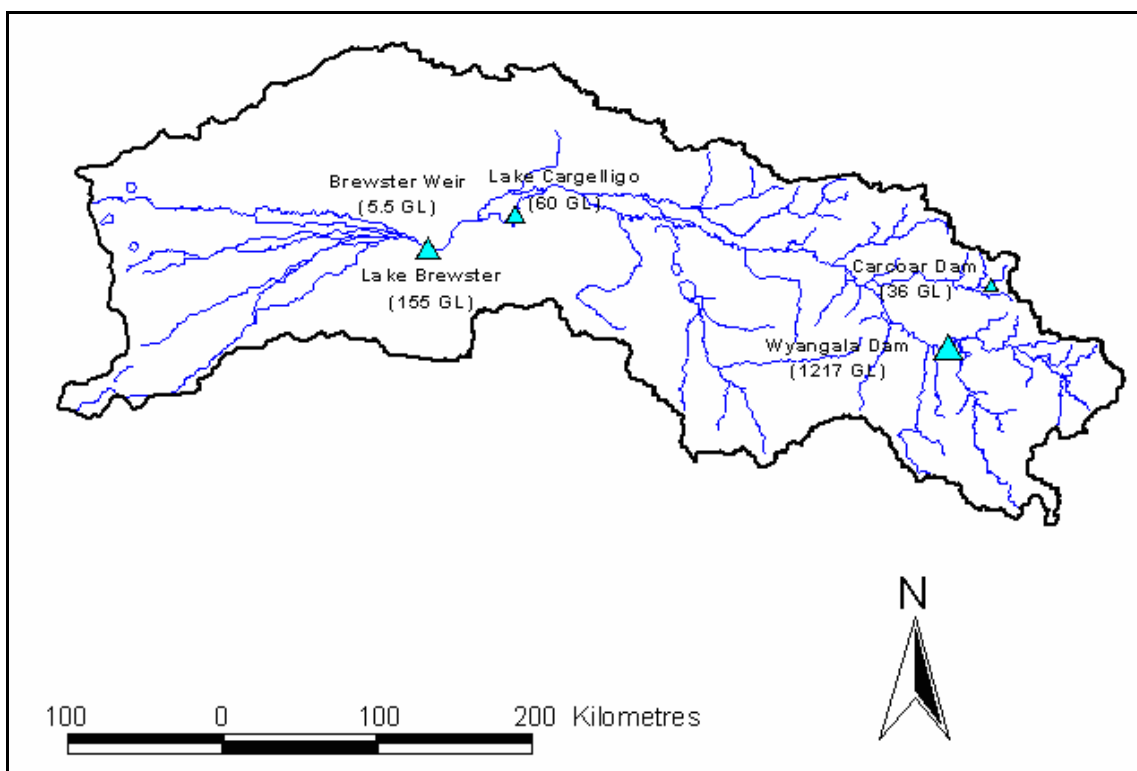 Brewster Weir
(5.5 GL)
Lake Cargelligo
(60 GL)
Lake Brewster
(155 GL)
Carcoar Dam
(36 GL)
Wyangala Dam
(1217 GL)
N
100 0 100 200 Kilometres